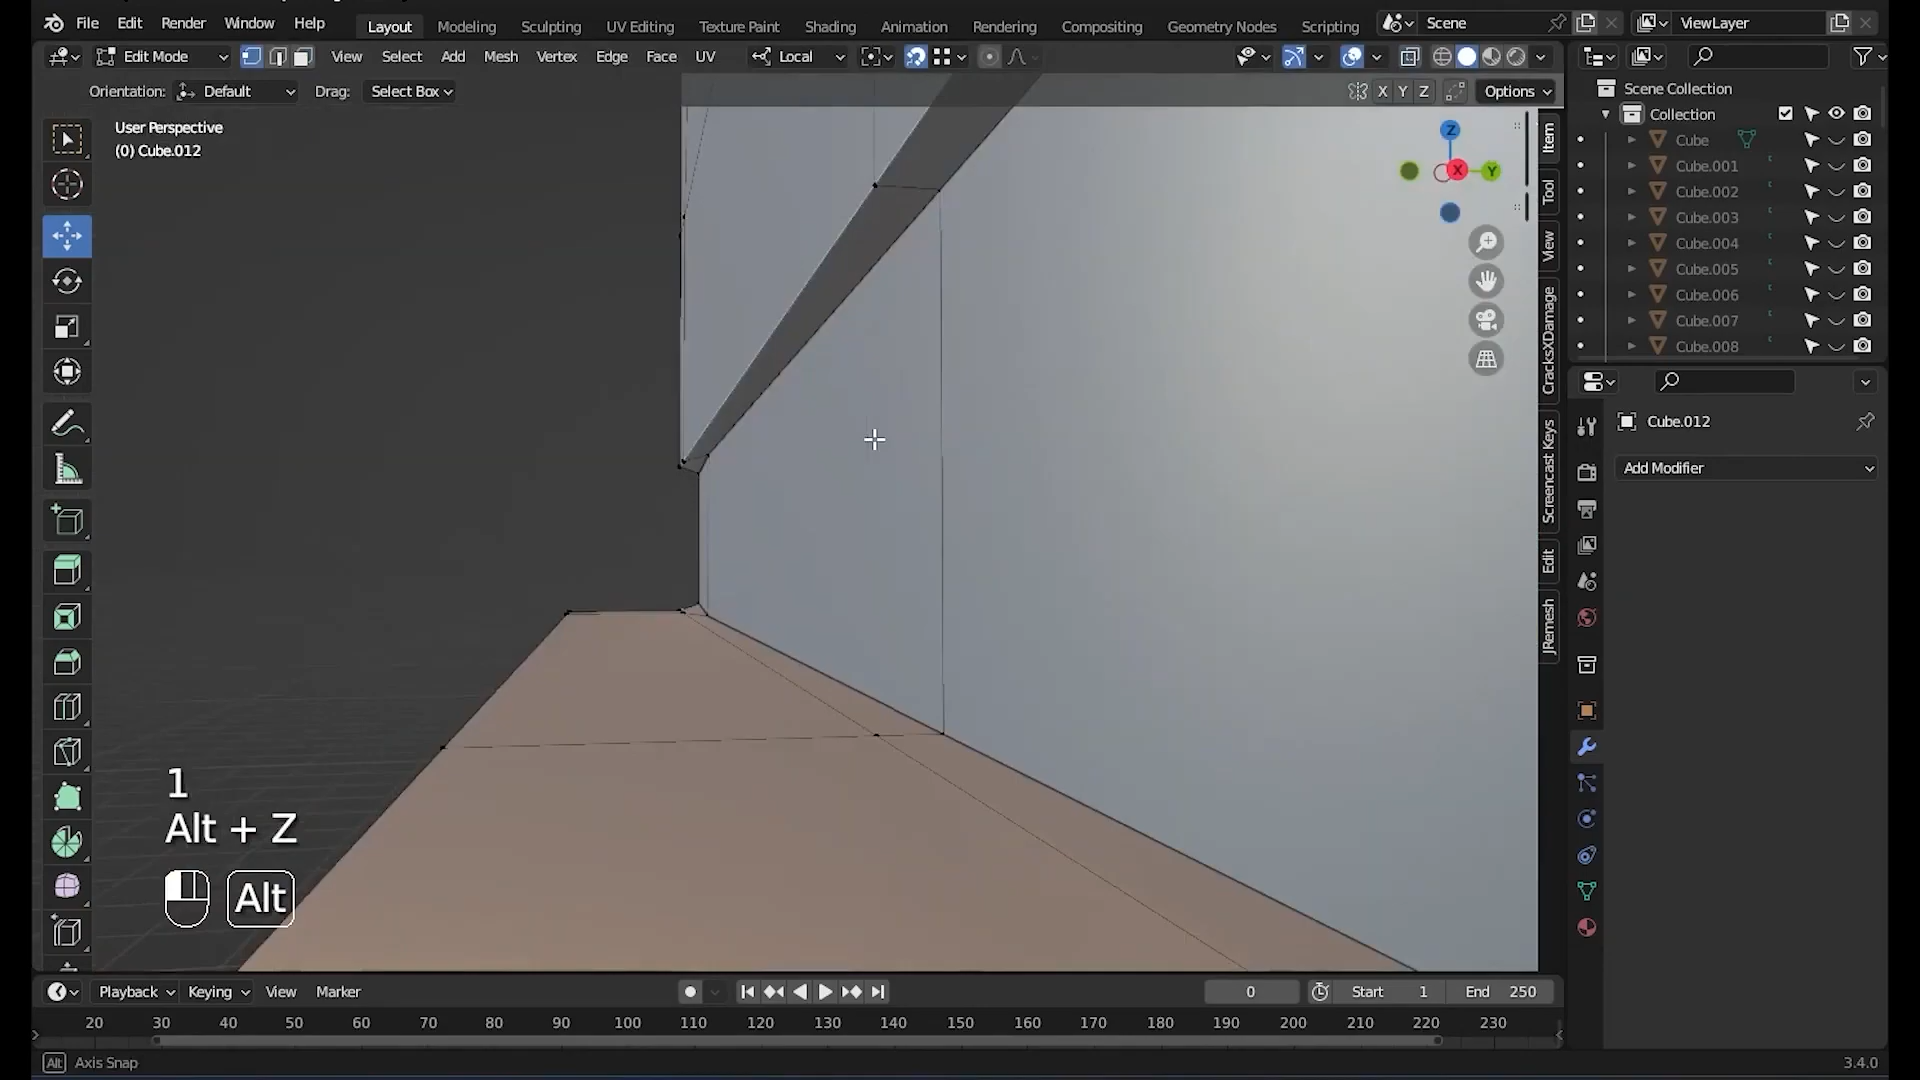 File Edit Render Window Help Layout Modeling Sculpting UV Editing Texture Paint Shading Animation Rendering Compositing Geometry Nodes Scripting Scene ViewLayer
Edit Mode View Select Add Mesh Vertex Edge Face UV Local
Orientation: Default Drag: Select Box X Y Z Options
User Perspective
(0) Cube.012
Z
X
Y
Item
Tool
View
CracksXDamage
Screencast Keys
Edit
JRemesh
Scene Collection
Collection
Cube
Cube.001
Cube.002
Cube.003
Cube.004
Cube.005
Cube.006
Cube.007
Cube.008
Cube.012
Add Modifier
1
Alt + Z
Alt
Playback Keying View Marker 0 Start 1 End 250
20 30 40 50 60 70 80 90 100 110 120 130 140 150 160 170 180 190 200 210 220 230
Alt Axis Snap 3.4.0